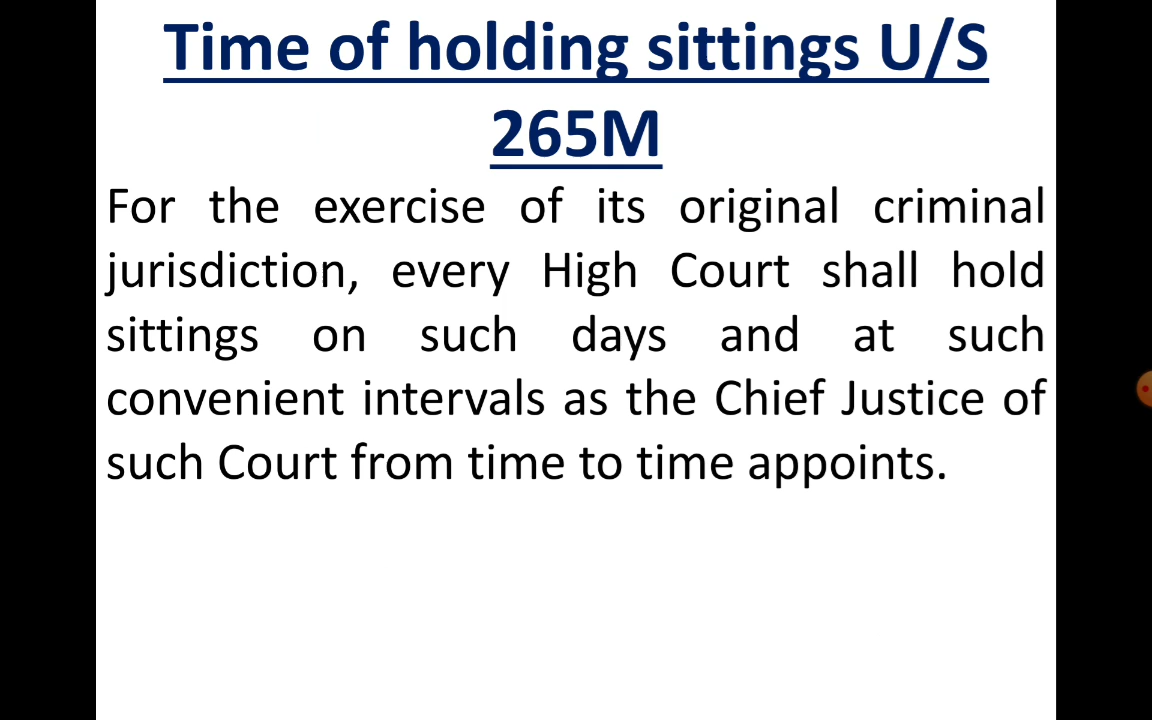 Time of holding sittings U/S
265M
For the exercise of its original criminal
jurisdiction, every High Court shall hold
sittings on such days and at such
convenient intervals as the Chief Justice of
such Court from time to time appoints.